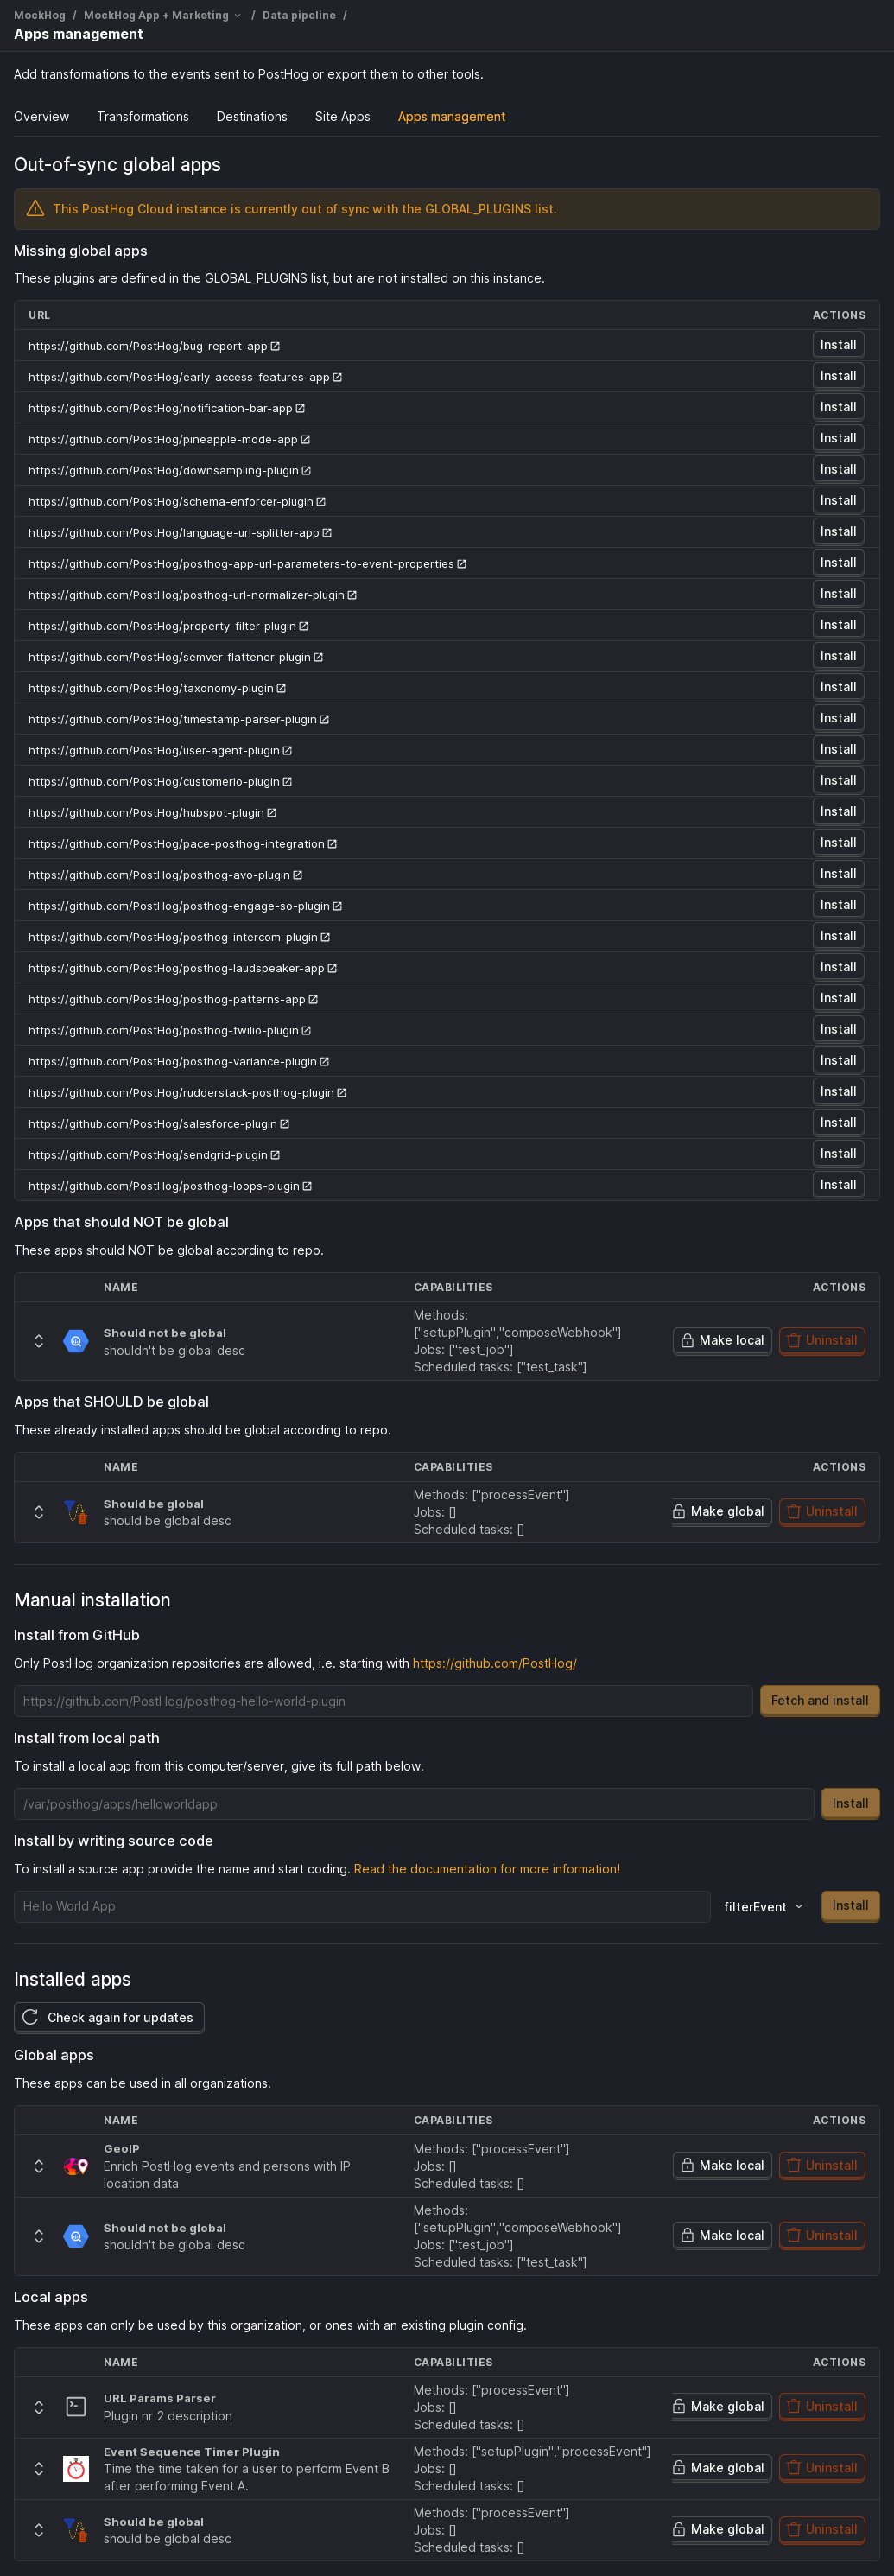 MockHog / MockHog App + Marketing / Data pipeline /
Apps management
Add transformations to the events sent to PostHog or export them to other tools.
Overview Transformations Destinations Site Apps Apps management
Out-of-sync global apps
This PostHog Cloud instance is currently out of sync with the GLOBAL_PLUGINS list.
Missing global apps
These plugins are defined in the GLOBAL_PLUGINS list, but are not installed on this instance.
URL ACTIONS
https://github.com/PostHog/bug-report-app Install
https://github.com/PostHog/early-access-features-app Install
https://github.com/PostHog/notification-bar-app Install
https://github.com/PostHog/pineapple-mode-app Install
https://github.com/PostHog/downsampling-plugin Install
https://github.com/PostHog/schema-enforcer-plugin Install
https://github.com/PostHog/language-url-splitter-app Install
https://github.com/PostHog/posthog-app-url-parameters-to-event-properties Install
https://github.com/PostHog/posthog-url-normalizer-plugin Install
https://github.com/PostHog/property-filter-plugin Install
https://github.com/PostHog/semver-flattener-plugin Install
https://github.com/PostHog/taxonomy-plugin Install
https://github.com/PostHog/timestamp-parser-plugin Install
https://github.com/PostHog/user-agent-plugin Install
https://github.com/PostHog/customerio-plugin Install
https://github.com/PostHog/hubspot-plugin Install
https://github.com/PostHog/pace-posthog-integration Install
https://github.com/PostHog/posthog-avo-plugin Install
https://github.com/PostHog/posthog-engage-so-plugin Install
https://github.com/PostHog/posthog-intercom-plugin Install
https://github.com/PostHog/posthog-laudspeaker-app Install
https://github.com/PostHog/posthog-patterns-app Install
https://github.com/PostHog/posthog-twilio-plugin Install
https://github.com/PostHog/posthog-variance-plugin Install
https://github.com/PostHog/rudderstack-posthog-plugin Install
https://github.com/PostHog/salesforce-plugin Install
https://github.com/PostHog/sendgrid-plugin Install
https://github.com/PostHog/posthog-loops-plugin Install
Apps that should NOT be global
These apps should NOT be global according to repo.
NAME CAPABILITIES ACTIONS
Should not be global
shouldn't be global desc
Methods:
["setupPlugin","composeWebhook"]
Jobs: ["test_job"]
Scheduled tasks: ["test_task"]
Make local Uninstall
Apps that SHOULD be global
These already installed apps should be global according to repo.
NAME CAPABILITIES ACTIONS
Should be global
should be global desc
Methods: ["processEvent"]
Jobs: []
Scheduled tasks: []
Make global Uninstall
Manual installation
Install from GitHub
Only PostHog organization repositories are allowed, i.e. starting with https://github.com/PostHog/
https://github.com/PostHog/posthog-hello-world-plugin Fetch and install
Install from local path
To install a local app from this computer/server, give its full path below.
/var/posthog/apps/helloworldapp Install
Install by writing source code
To install a source app provide the name and start coding. Read the documentation for more information!
Hello World App filterEvent Install
Installed apps
Check again for updates
Global apps
These apps can be used in all organizations.
NAME CAPABILITIES ACTIONS
GeoIP
Enrich PostHog events and persons with IP
location data
Methods: ["processEvent"]
Jobs: []
Scheduled tasks: []
Make local Uninstall
Should not be global
shouldn't be global desc
Methods:
["setupPlugin","composeWebhook"]
Jobs: ["test_job"]
Scheduled tasks: ["test_task"]
Make local Uninstall
Local apps
These apps can only be used by this organization, or ones with an existing plugin config.
NAME CAPABILITIES ACTIONS
URL Params Parser
Plugin nr 2 description
Methods: ["processEvent"]
Jobs: []
Scheduled tasks: []
Make global Uninstall
Event Sequence Timer Plugin
Time the time taken for a user to perform Event B
after performing Event A.
Methods: ["setupPlugin","processEvent"]
Jobs: []
Scheduled tasks: []
Make global Uninstall
Should be global
should be global desc
Methods: ["processEvent"]
Jobs: []
Scheduled tasks: []
Make global Uninstall